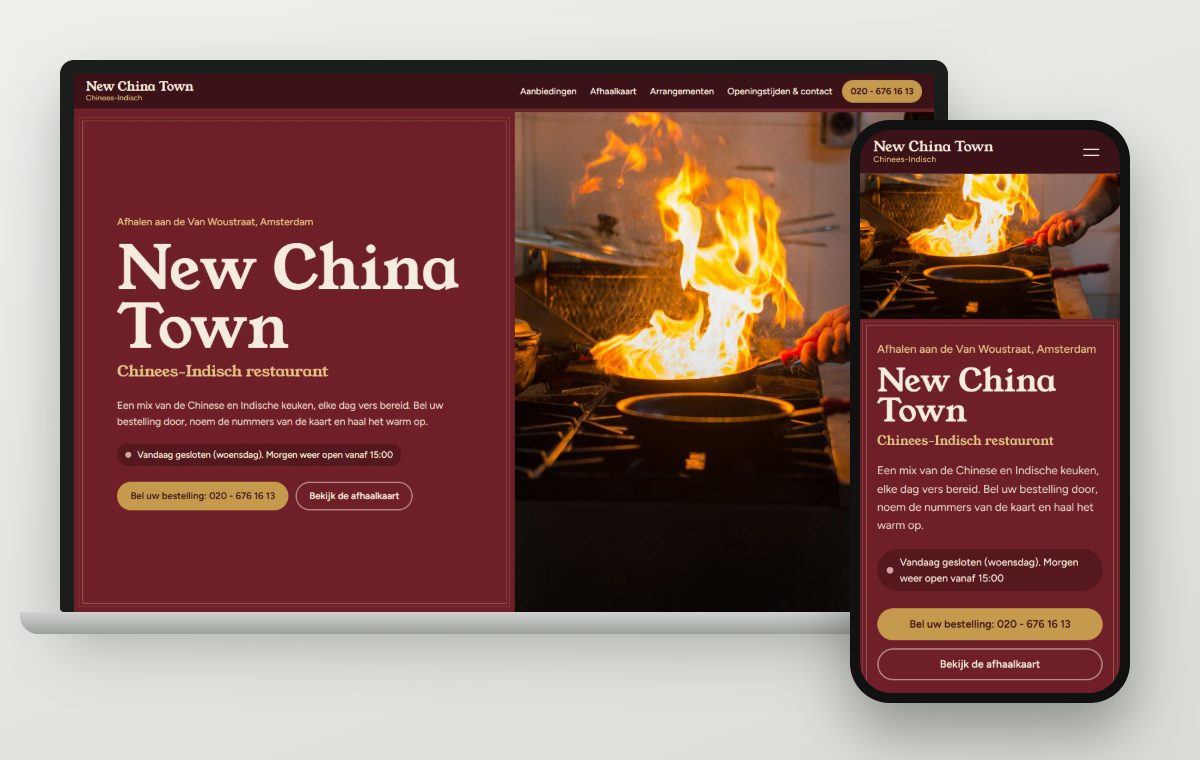 New China Town
Chinees-Indisch
Aanbiedingen Afhaalkaart Arrangementen Openingstijden & contact 020 - 676 16 13
Afhalen aan de Van Woustraat, Amsterdam
New China
Town
Chinees-Indisch restaurant
Een mix van de Chinese en Indische keuken, elke dag vers bereid. Bel uw
bestelling door, noem de nummers van de kaart en haal het warm op.
Vandaag gesloten (woensdag). Morgen weer open vanaf 15:00
Bel uw bestelling: 020 - 676 16 13 Bekijk de afhaalkaart
New China Town
Chinees-Indisch
Afhalen aan de Van Woustraat, Amsterdam
New China
Town
Chinees-Indisch restaurant
Een mix van de Chinese en Indische keuken,
elke dag vers bereid. Bel uw bestelling door,
noem de nummers van de kaart en haal het
warm op.
Vandaag gesloten (woensdag). Morgen
weer open vanaf 15:00
Bel uw bestelling: 020 - 676 16 13
Bekijk de afhaalkaart